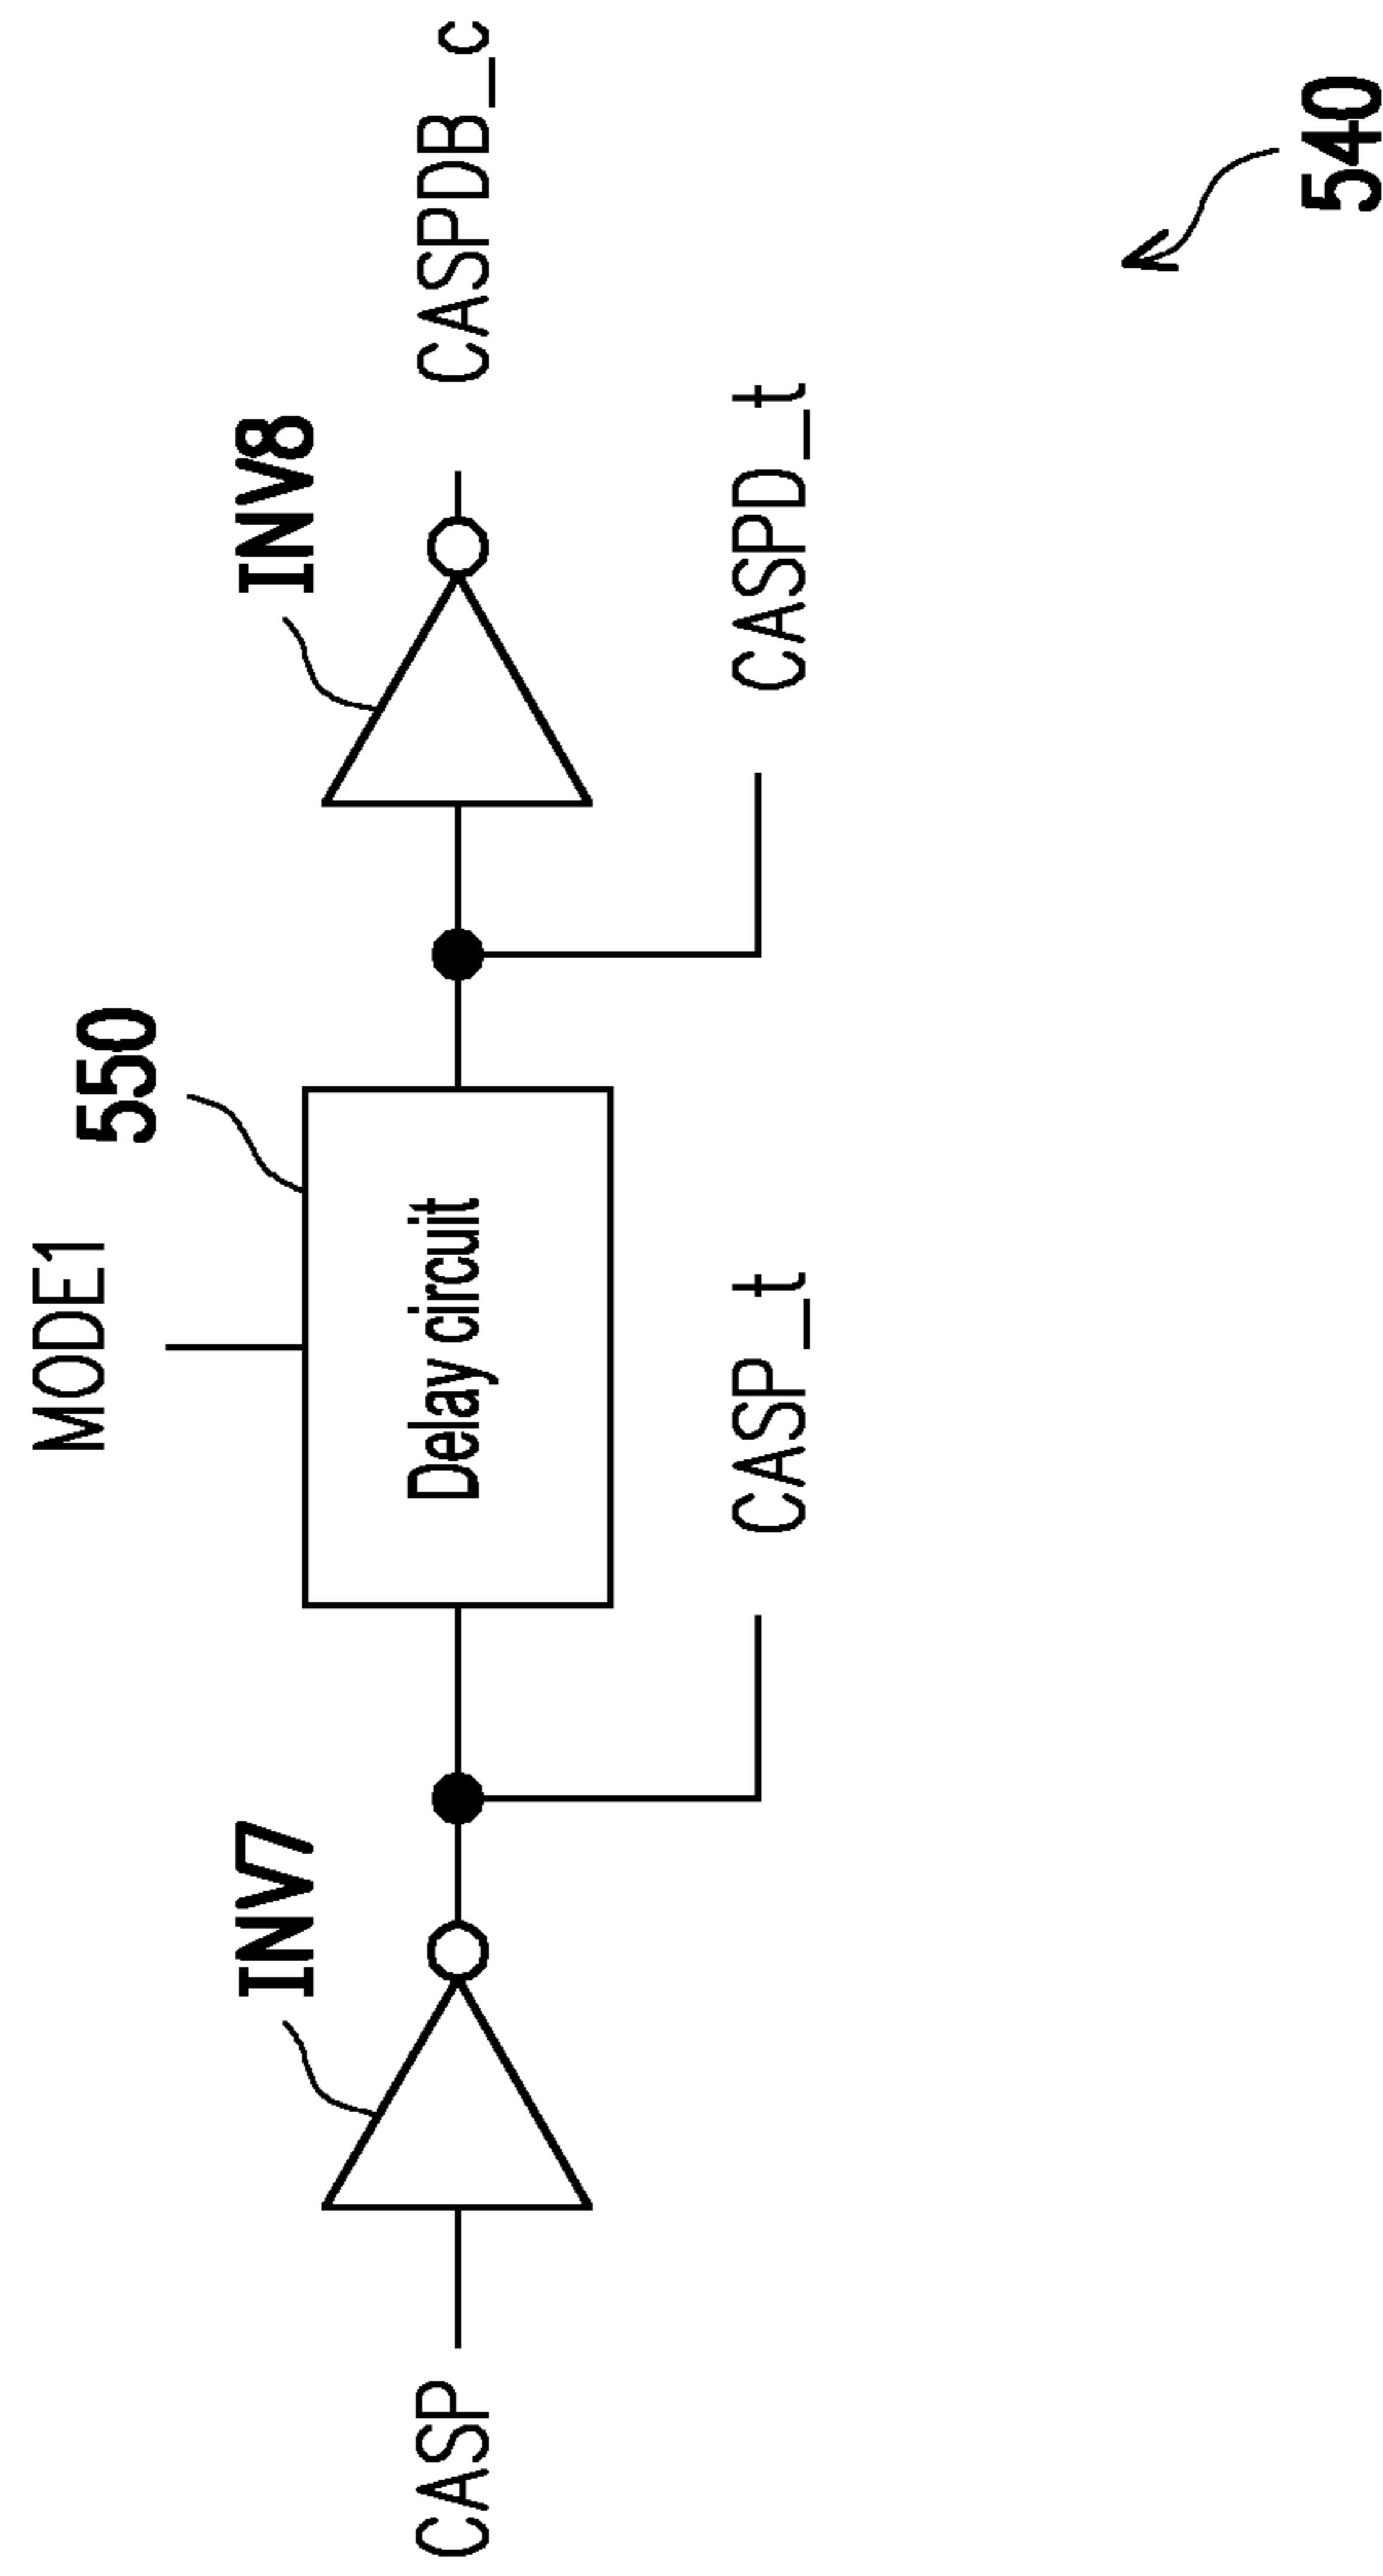 MODE1
550
INV7
INV8
CASP
Delay circuit
CASPDB_c
CASP_t
CASPD_t
540